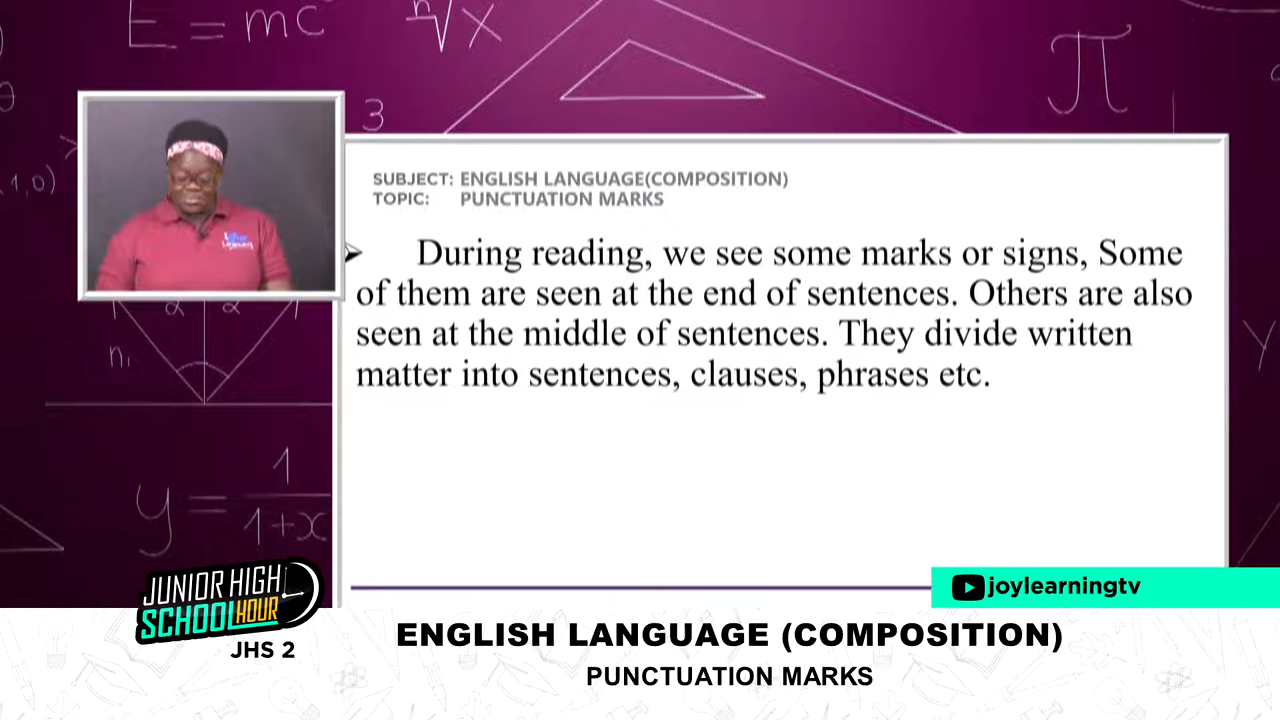 E = mc
n√x
π
3
1,0)
SUBJECT: ENGLISH LANGUAGE(COMPOSITION)
TOPIC: PUNCTUATION MARKS
➢ During reading, we see some marks or signs, Some
of them are seen at the end of sentences. Others are also
seen at the middle of sentences. They divide written
matter into sentences, clauses, phrases etc.
α α
n₁
y = 1
1+x
JUNIOR HIGH
SCHOOL HOUR
JHS 2
joylearningtv
ENGLISH LANGUAGE (COMPOSITION)
PUNCTUATION MARKS